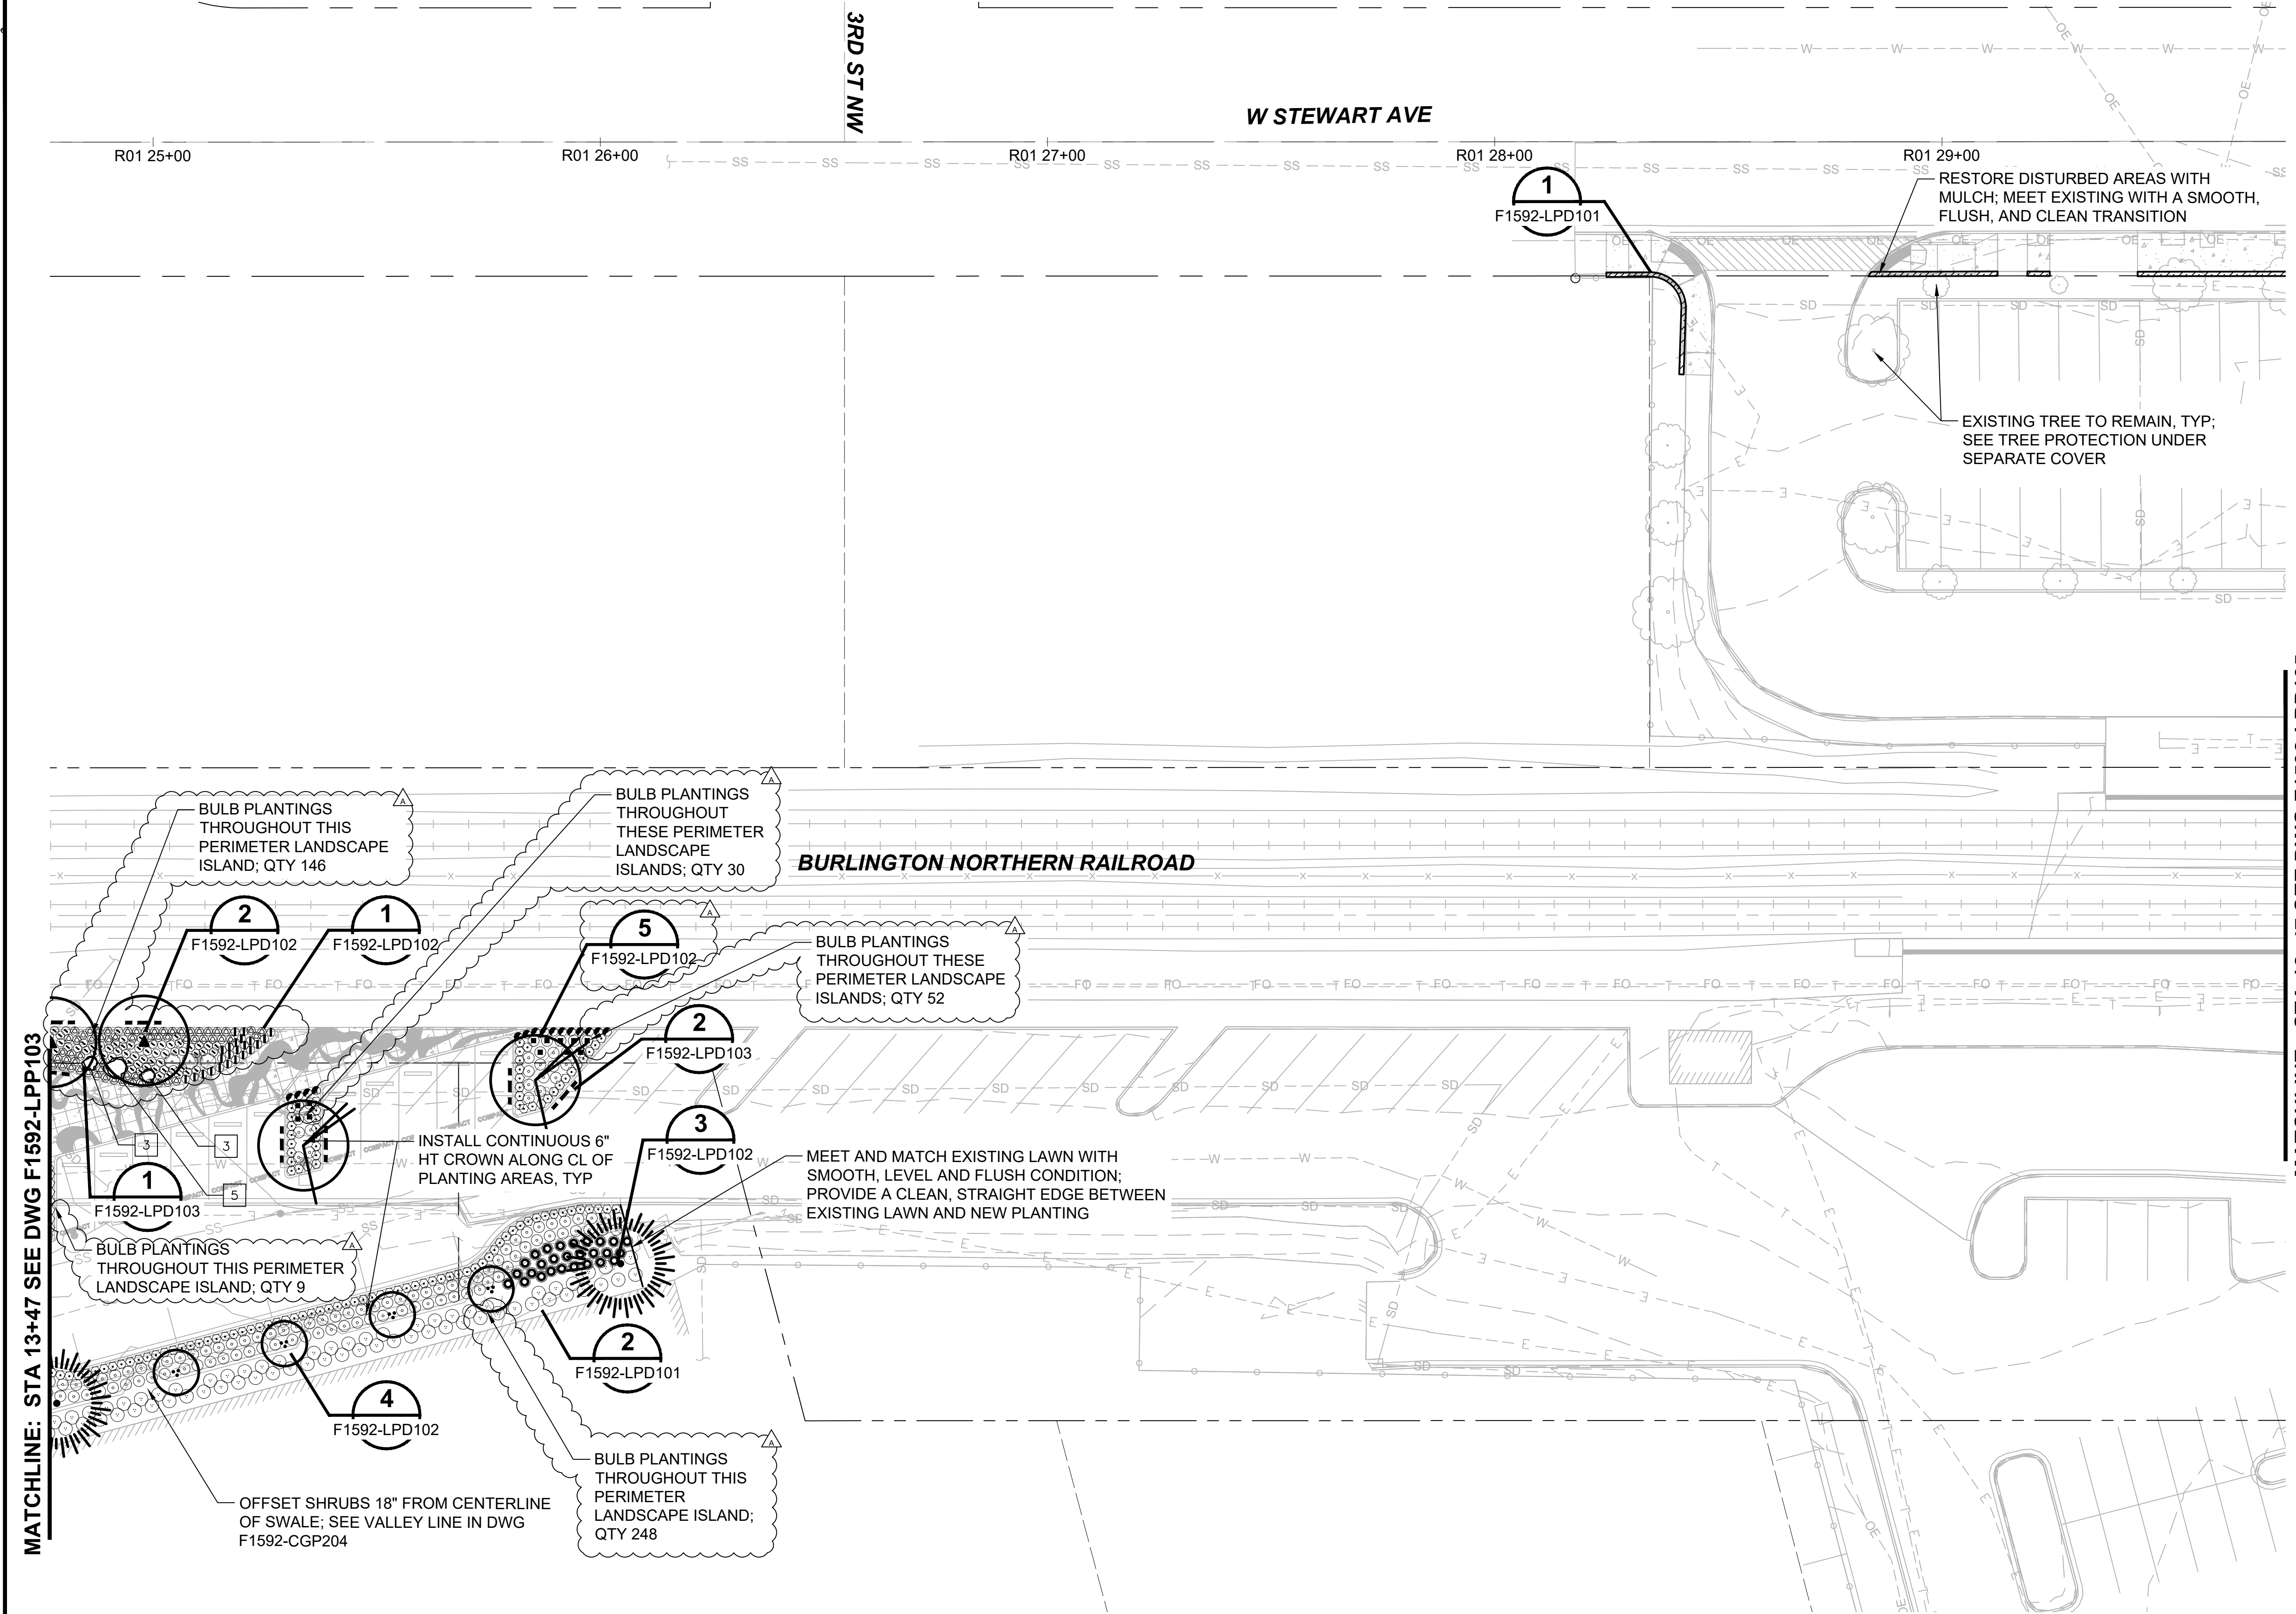 3RD ST NW
W STEWART AVE
R01 25+00
R01 26+00
R01 27+00
R01 28+00
R01 29+00
1
F1592-LPD101
RESTORE DISTURBED AREAS WITH
MULCH; MEET EXISTING WITH A SMOOTH,
FLUSH, AND CLEAN TRANSITION
EXISTING TREE TO REMAIN, TYP;
SEE TREE PROTECTION UNDER
SEPARATE COVER
BULB PLANTINGS
THROUGHOUT THIS
PERIMETER LANDSCAPE
ISLAND; QTY 146
A
BULB PLANTINGS
THROUGHOUT
THESE PERIMETER
LANDSCAPE
ISLANDS; QTY 30
A
BURLINGTON NORTHERN RAILROAD
2
F1592-LPD102
1
F1592-LPD102
5
F1592-LPD102
A
BULB PLANTINGS
THROUGHOUT THESE
PERIMETER LANDSCAPE
ISLANDS; QTY 52
A
2
F1592-LPD103
3
F1592-LPD102
3
3
5
1
F1592-LPD103
INSTALL CONTINUOUS 6"
HT CROWN ALONG CL OF
PLANTING AREAS, TYP
MEET AND MATCH EXISTING LAWN WITH
SMOOTH, LEVEL AND FLUSH CONDITION;
PROVIDE A CLEAN, STRAIGHT EDGE BETWEEN
EXISTING LAWN AND NEW PLANTING
BULB PLANTINGS
THROUGHOUT THIS PERIMETER
LANDSCAPE ISLAND; QTY 9
A
2
F1592-LPD101
4
F1592-LPD102
BULB PLANTINGS
THROUGHOUT THIS
PERIMETER
LANDSCAPE ISLAND;
QTY 248
A
OFFSET SHRUBS 18" FROM CENTERLINE
OF SWALE; SEE VALLEY LINE IN DWG
F1592-CGP204
MATCHLINE: STA 13+47 SEE DWG F1592-LPP103